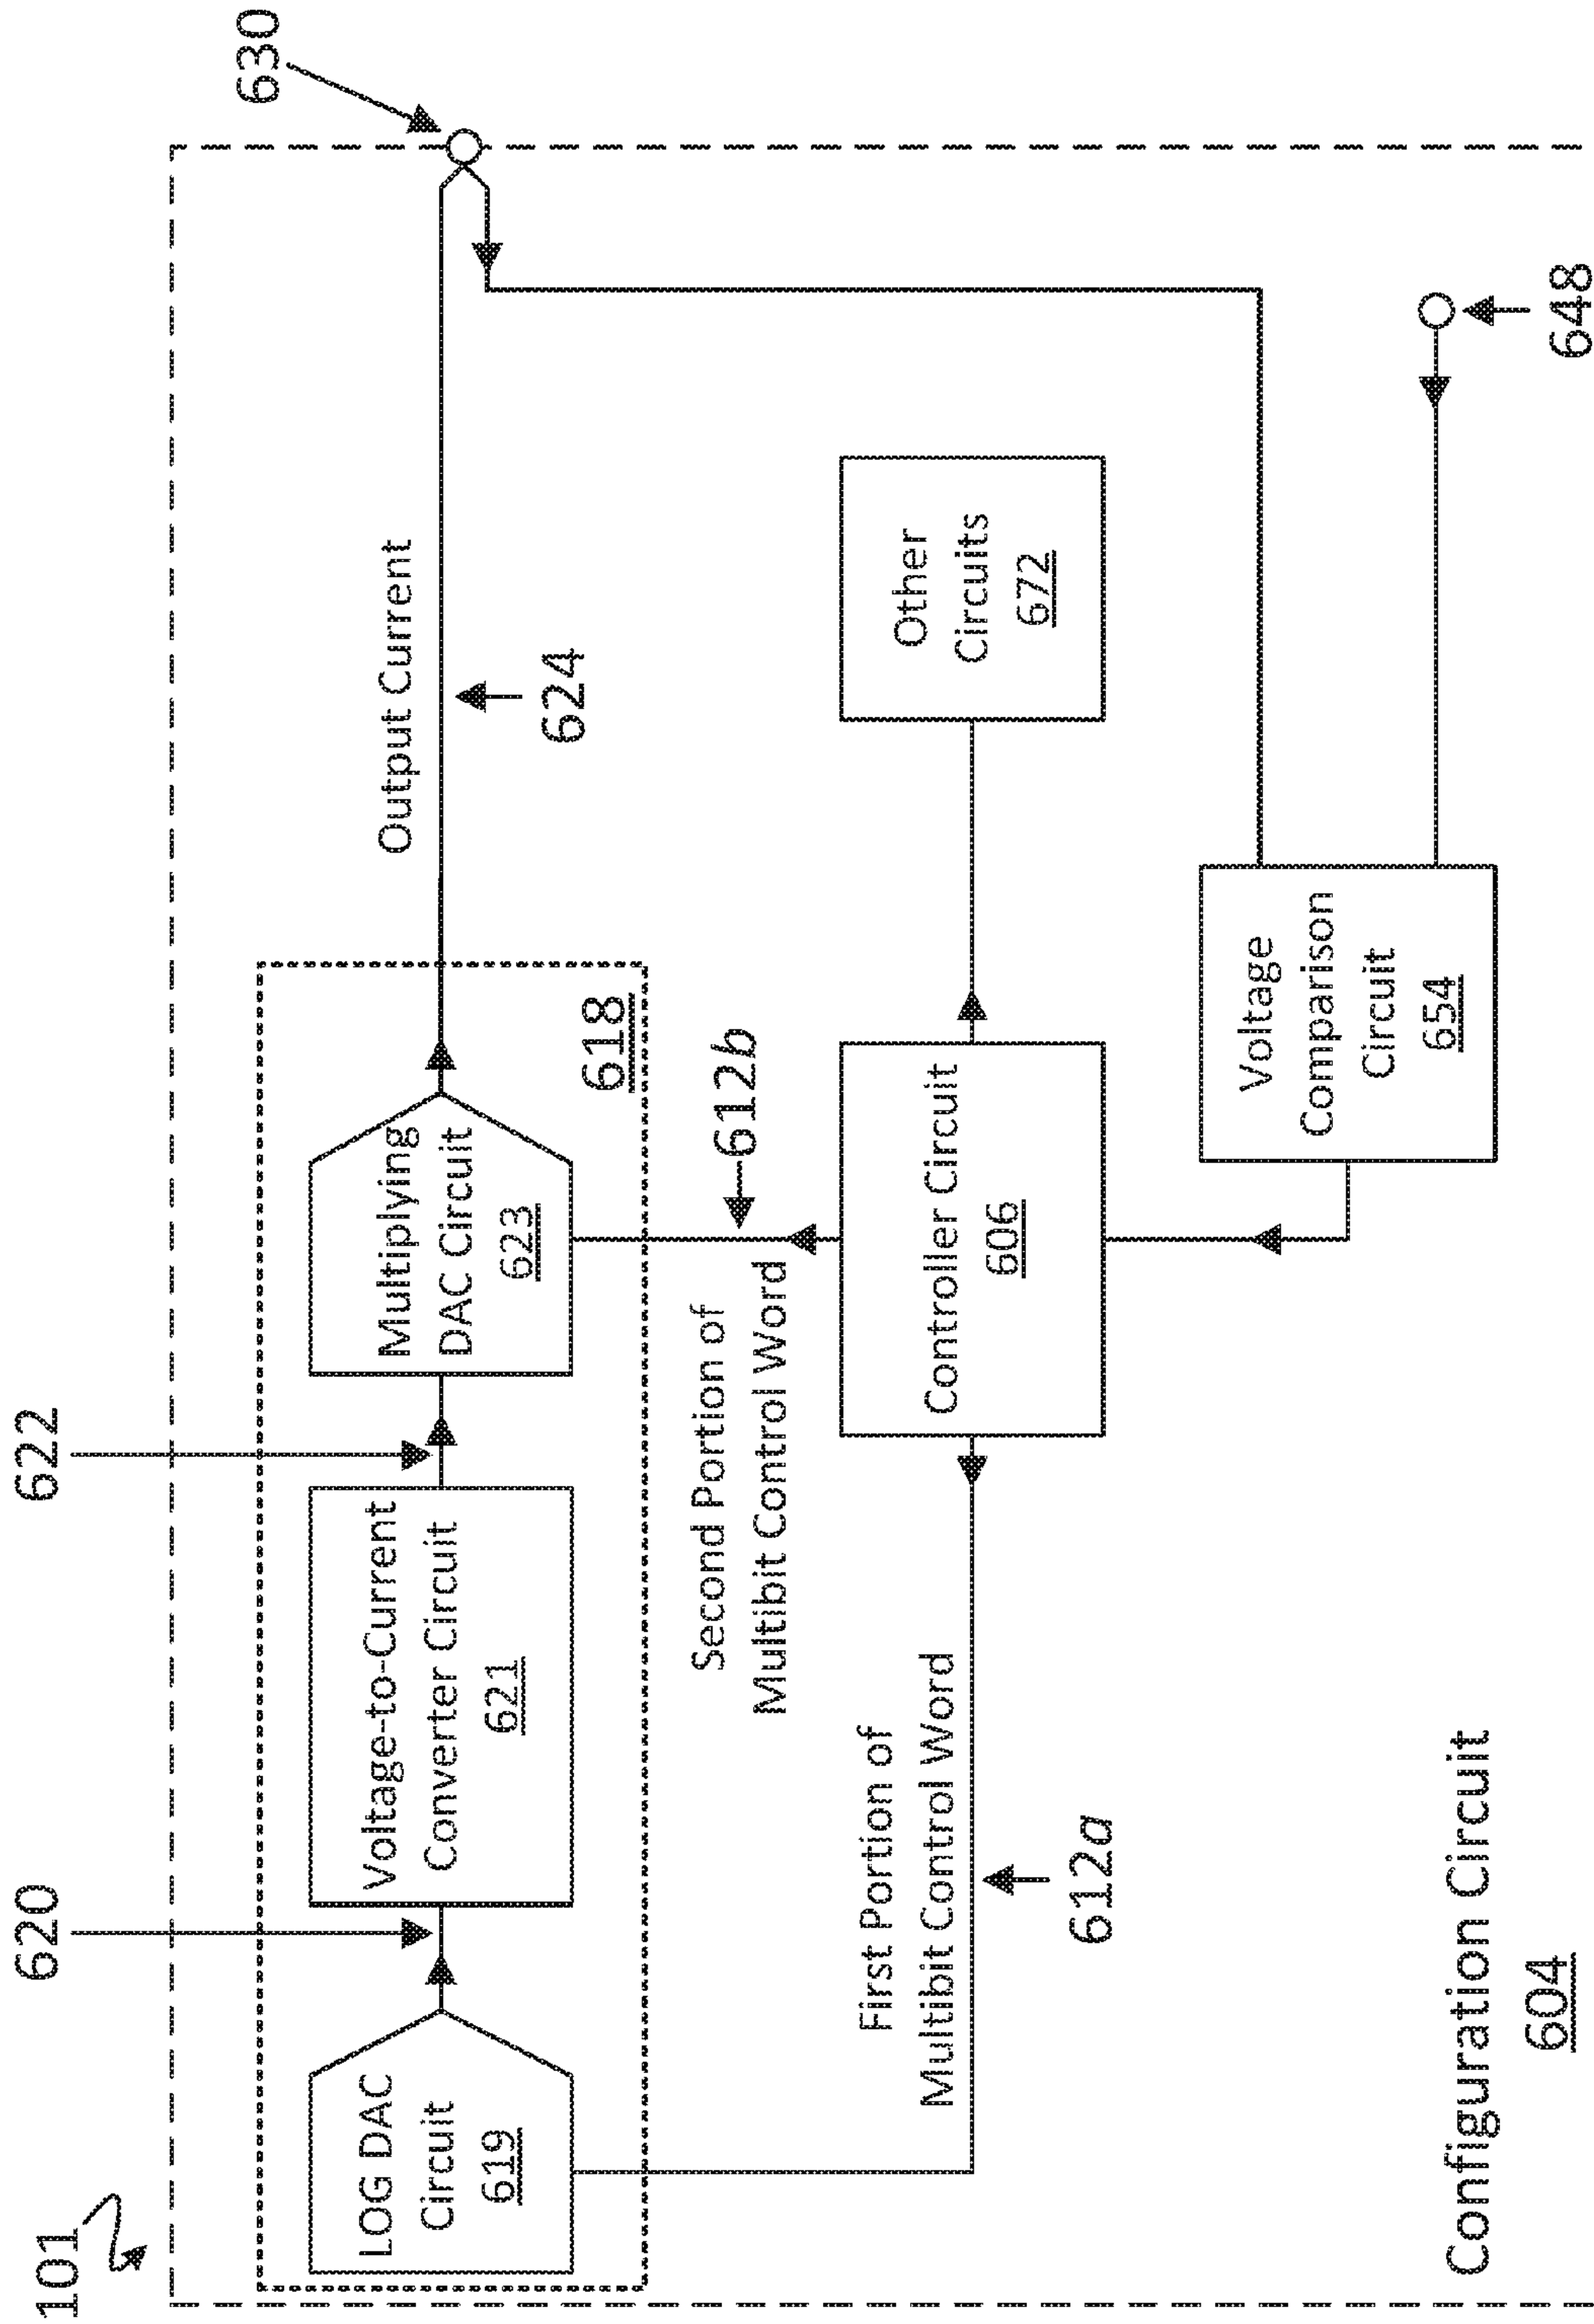 101
620
622
630
LOG DAC
Circuit
619
Voltage-to-Current
Converter Circuit
621
Multiplying
DAC Circuit
623
618
Output Current
624
Second Portion of
Multibit Control Word
612b
First Portion of
Multibit Control Word
612a
Controller Circuit
606
Other
Circuits
672
Voltage
Comparison
Circuit
654
648
Configuration Circuit
604